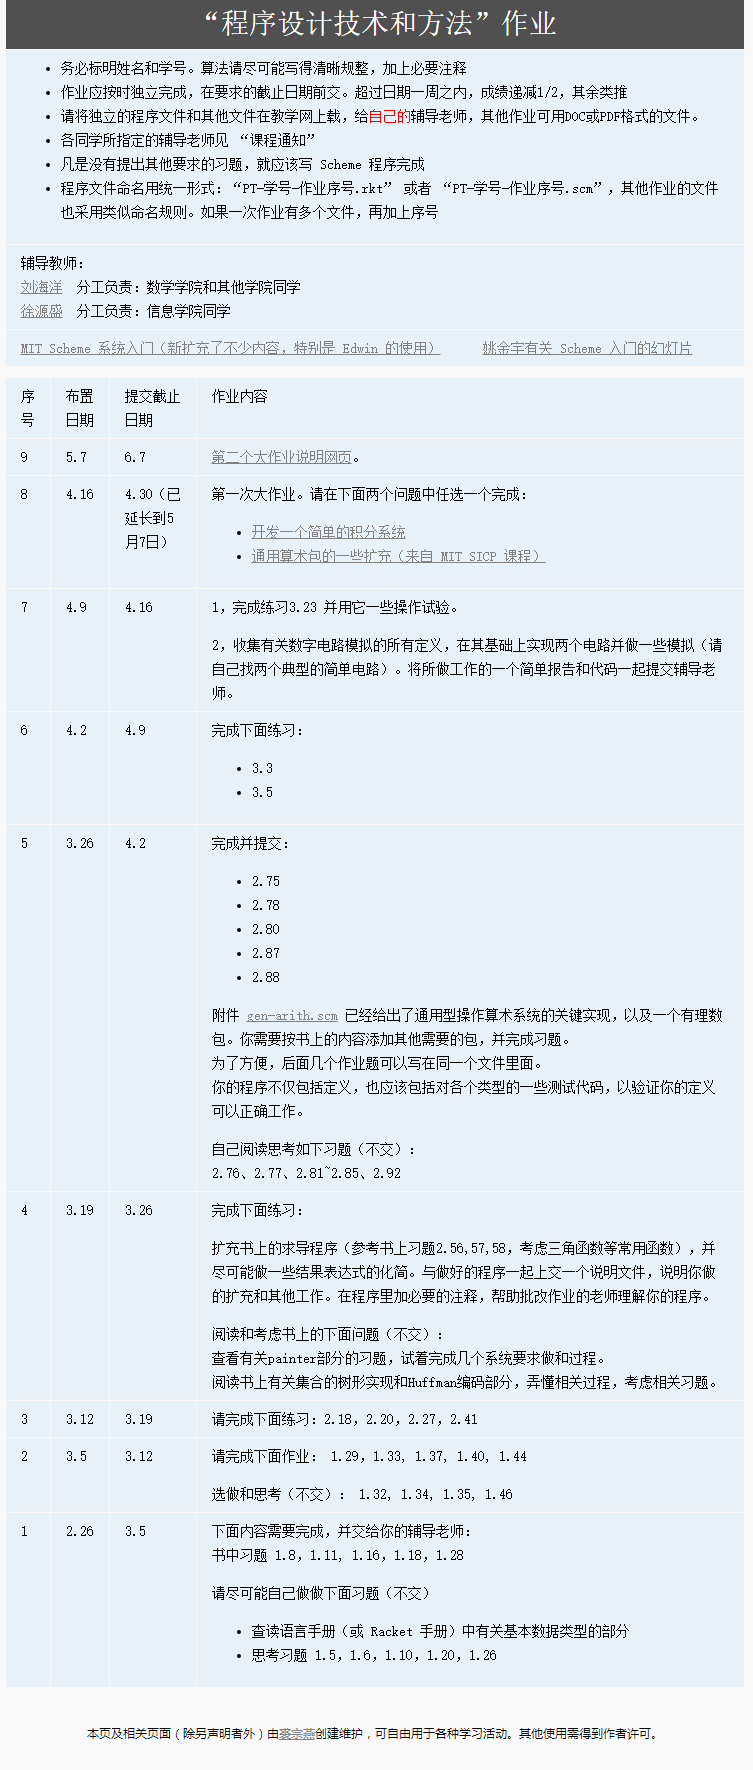 “程序设计技术和方法”作业
• 务必标明姓名和学号。算法请尽可能写得清晰规整，加上必要注释
• 作业应按时独立完成，在要求的截止日期前交。超过日期一周之内，成绩递减1/2，其余类推
• 请将独立的程序文件和其他文件在教学网上载，给自己的辅导老师，其他作业可用DOC或PDF格式的文件。
• 各同学所指定的辅导老师见 “课程通知”
• 凡是没有提出其他要求的习题，就应该写 Scheme 程序完成
• 程序文件命名用统一形式：“PT-学号-作业序号.rkt” 或者 “PT-学号-作业序号.scm”，其他作业的文件
也采用类似命名规则。如果一次作业有多个文件，再加上序号
辅导教师：
刘海洋 分工负责：数学学院和其他学院同学
徐源盛 分工负责：信息学院同学
MIT Scheme 系统入门（新扩充了不少内容，特别是 Edwin 的使用） 姚金宇有关 Scheme 入门的幻灯片
序
号 布置
日期 提交截止
日期 作业内容
9 5.7 6.7 第二个大作业说明网页。
8 4.16 4.30（已
延长到5
月7日） 第一次大作业。请在下面两个问题中任选一个完成：
• 开发一个简单的积分系统
• 通用算术包的一些扩充（来自 MIT SICP 课程）
7 4.9 4.16 1，完成练习3.23 并用它一些操作试验。
2，收集有关数字电路模拟的所有定义，在其基础上实现两个电路并做一些模拟（请
自己找两个典型的简单电路）。将所做工作的一个简单报告和代码一起提交辅导老
师。
6 4.2 4.9 完成下面练习：
• 3.3
• 3.5
5 3.26 4.2 完成并提交：
• 2.75
• 2.78
• 2.80
• 2.87
• 2.88
附件 gen-arith.scm 已经给出了通用型操作算术系统的关键实现，以及一个有理数
包。你需要按书上的内容添加其他需要的包，并完成习题。
为了方便，后面几个作业题可以写在同一个文件里面。
你的程序不仅包括定义，也应该包括对各个类型的一些测试代码，以验证你的定义
可以正确工作。
自己阅读思考如下习题（不交）：
2.76、2.77、2.81~2.85、2.92
4 3.19 3.26 完成下面练习：
扩充书上的求导程序（参考书上习题2.56,57,58，考虑三角函数等常用函数），并
尽可能做一些结果表达式的化简。与做好的程序一起上交一个说明文件，说明你做
的扩充和其他工作。在程序里加必要的注释，帮助批改作业的老师理解你的程序。
阅读和考虑书上的下面问题（不交）：
查看有关painter部分的习题，试着完成几个系统要求做和过程。
阅读书上有关集合的树形实现和Huffman编码部分，弄懂相关过程，考虑相关习题。
3 3.12 3.19 请完成下面练习：2.18，2.20，2.27，2.41
2 3.5 3.12 请完成下面作业： 1.29，1.33, 1.37, 1.40, 1.44
选做和思考（不交）： 1.32, 1.34, 1.35, 1.46
1 2.26 3.5 下面内容需要完成，并交给你的辅导老师：
书中习题 1.8，1.11, 1.16，1.18，1.28
请尽可能自己做做下面习题（不交）
• 查读语言手册（或 Racket 手册）中有关基本数据类型的部分
• 思考习题 1.5，1.6，1.10，1.20，1.26
本页及相关页面（除另声明者外）由裘宗燕创建维护，可自由用于各种学习活动。其他使用需得到作者许可。